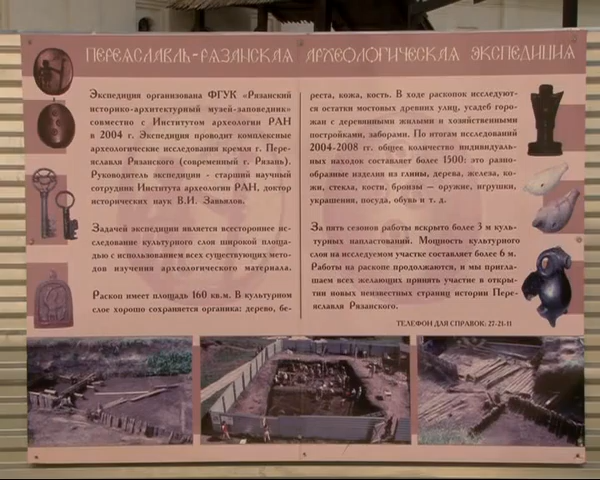 ПЕРЕЯСЛАВЛЬ-РЯЗАНСКАЯ АРХЕОЛОГИЧЕСКАЯ ЭКСПЕДИЦИЯ
Экспедиция организована ФГУК «Рязанский
историко-архитектурный музей-заповедник»
совместно с Институтом археологии РАН
в 2004 г. Экспедиция проводит комплексные
археологические исследования кремля г. Пере-
яславля Рязанского (современный г. Рязань).
Руководитель экспедиции - старший научный
сотрудник Института археологии РАН, доктор
исторических наук В.И. Завьялов.
Задачей экспедиции является всестороннее ис-
следование культурного слоя широкой площа-
дью с использованием всех существующих мето-
дов изучения археологического материала.
Раскоп имеет площадь 160 кв.м. В культурном
слое хорошо сохраняется органика: дерево, бе-
реста, кожа, кость. В ходе раскопок исследуют-
ся остатки мостовых древних улиц, усадеб горо-
жан с деревянными жилыми и хозяйственными
постройками, заборами. По итогам исследований
2004-2008 гг. общее количество индивидуаль-
ных находок составляет более 1500: это разно-
образные изделия из глины, дерева, железа, ко-
жи, стекла, кости, бронзы — оружие, игрушки,
украшения, посуда, обувь и т. д.
За пять сезонов работы вскрыто более 3 м куль-
турных напластований. Мощность культурного
слоя на исследуемом участке составляет более 6 м.
Работы на раскопе продолжаются, и мы пригла-
шаем всех желающих принять участие в откры-
тии новых неизвестных страниц истории Пере-
яславля Рязанского.
ТЕЛЕФОН ДЛЯ СПРАВОК: 27-21-11